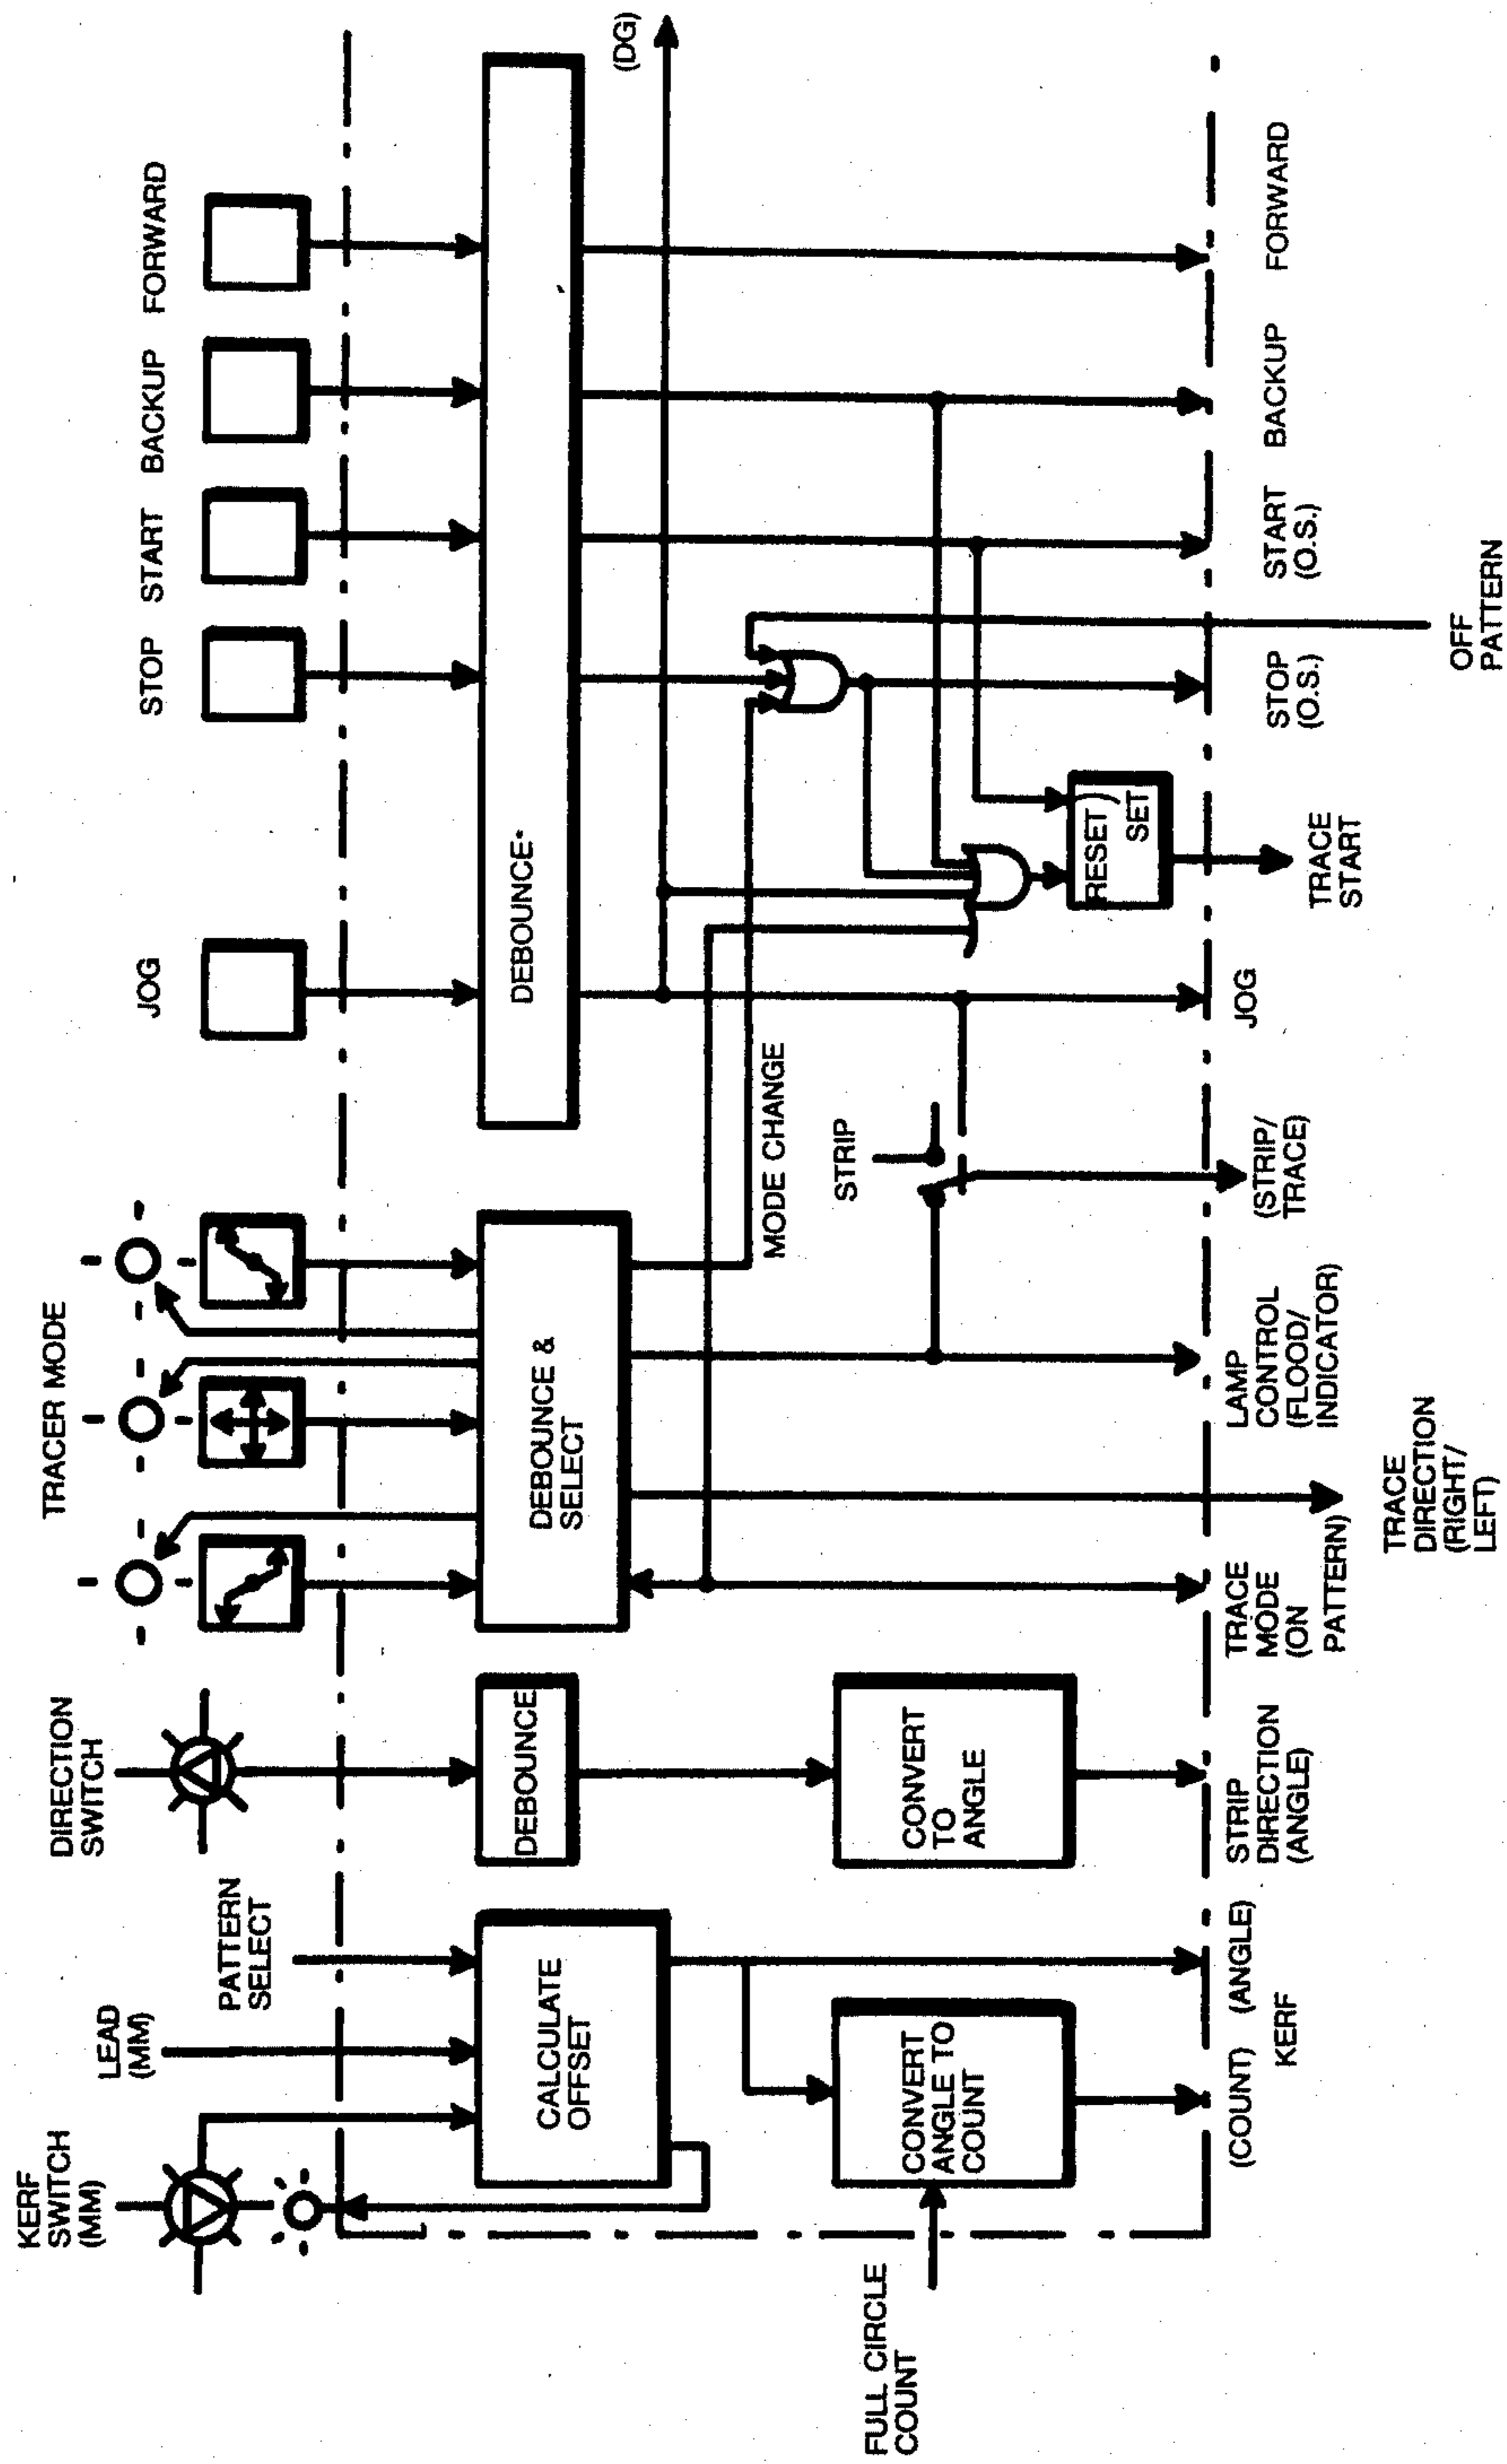 KERF
SWITCH
(MM)
LEAD
(MM)
PATTERN
SELECT
DIRECTION
SWITCH
TRACER MODE
JOG
STOP
START
BACKUP
FORWARD
CALCULATE
OFFSET
DEBOUNCE
DEBOUNCE &
SELECT
DEBOUNCE
(DG)
MODE CHANGE
FULL CIRCLE
COUNT
CONVERT
ANGLE TO
COUNT
CONVERT
TO
ANGLE
STRIP
RESET
SET
(COUNT)
(ANGLE)
KERF
STRIP
DIRECTION
(ANGLE)
TRACE
MODE
(ON
PATTERN)
TRACE
DIRECTION
(RIGHT/
LEFT)
LAMP
CONTROL
(FLOOD/
INDICATOR)
(STRIP/
TRACE)
JOG
TRACE
START
STOP
(O.S.)
OFF
PATTERN
START
(O.S.)
BACKUP
FORWARD